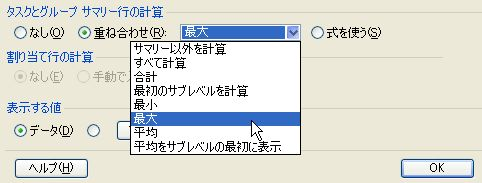 タスクとグループ サマリー行の計算
なし(O) 重ね合わせ(R): 最大 式を使う(S)
サマリー以外を計算
すべて計算
割り当て行の計算
合計
なし(E) 手動で
最初のサブレベルを計算
最小
表示する値
最大
データ(D)
平均
平均をサブレベルの最初に表示
ヘルプ(H) OK